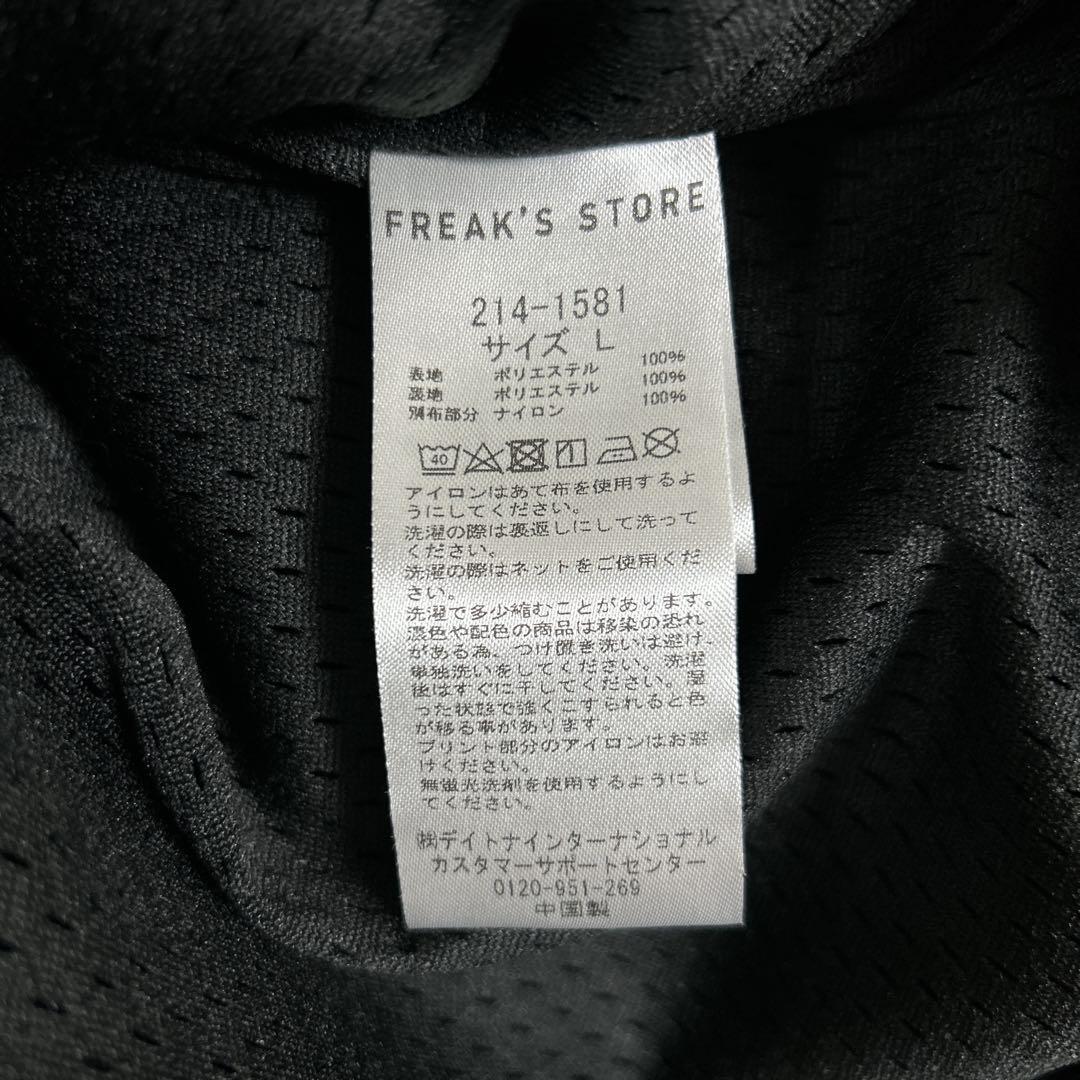 FREAK'S STORE
214-1581
サイズ L
表地 ポリエステル 100%
裏地 ポリエステル 100%
別布部分 ナイロン 100%
40
アイロンはあて布を使用するよ
うにしてください。
洗濯の際は裏返しにして洗って
ください。
洗濯の際はネットをご使用くだ
さい。
洗濯で多少縮むことがあります。
濃色や配色の商品は移染の恐れ
がある為、つけ置き洗いは避け、
単独洗いをしてください。洗濯
後はすぐに干してください。湿
った状態で強くこすられると色
が移る事があります。
プリント部分のアイロンはお避
けください。
無蛍光洗剤を使用するようにし
てください。
㈱デイトナインターナショナル
カスタマーサポートセンター
0120-951-269
中国製